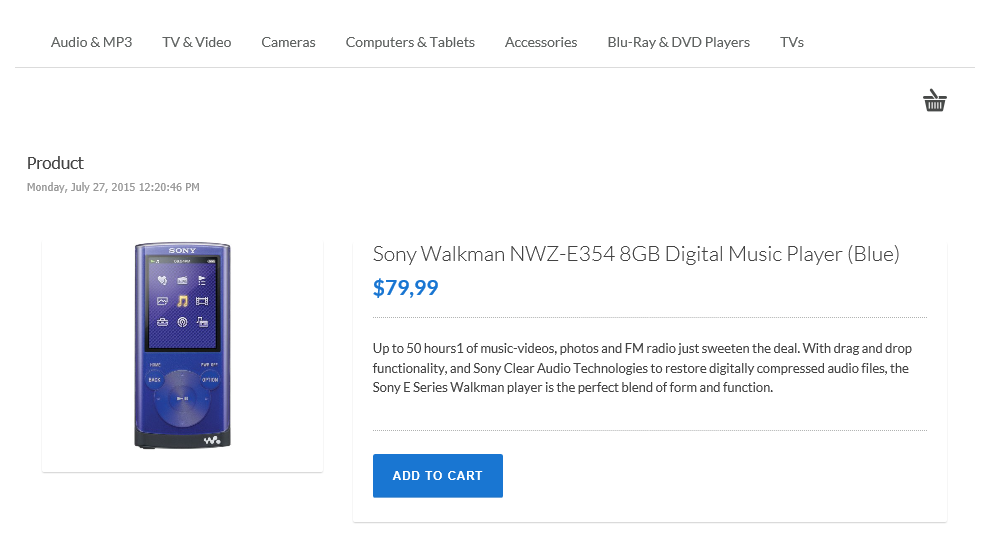 Audio & MP3 TV & Video Cameras Computers & Tablets Accessories Blu-Ray & DVD Players TVs
Product
Monday, July 27, 2015 12:20:46 PM
SONY
HOME PWR OFF
BACK OPTION
Sony Walkman NWZ-E354 8GB Digital Music Player (Blue)
$79,99
Up to 50 hours1 of music-videos, photos and FM radio just sweeten the deal. With drag and drop
functionality, and Sony Clear Audio Technologies to restore digitally compressed audio files, the
Sony E Series Walkman player is the perfect blend of form and function.
ADD TO CART